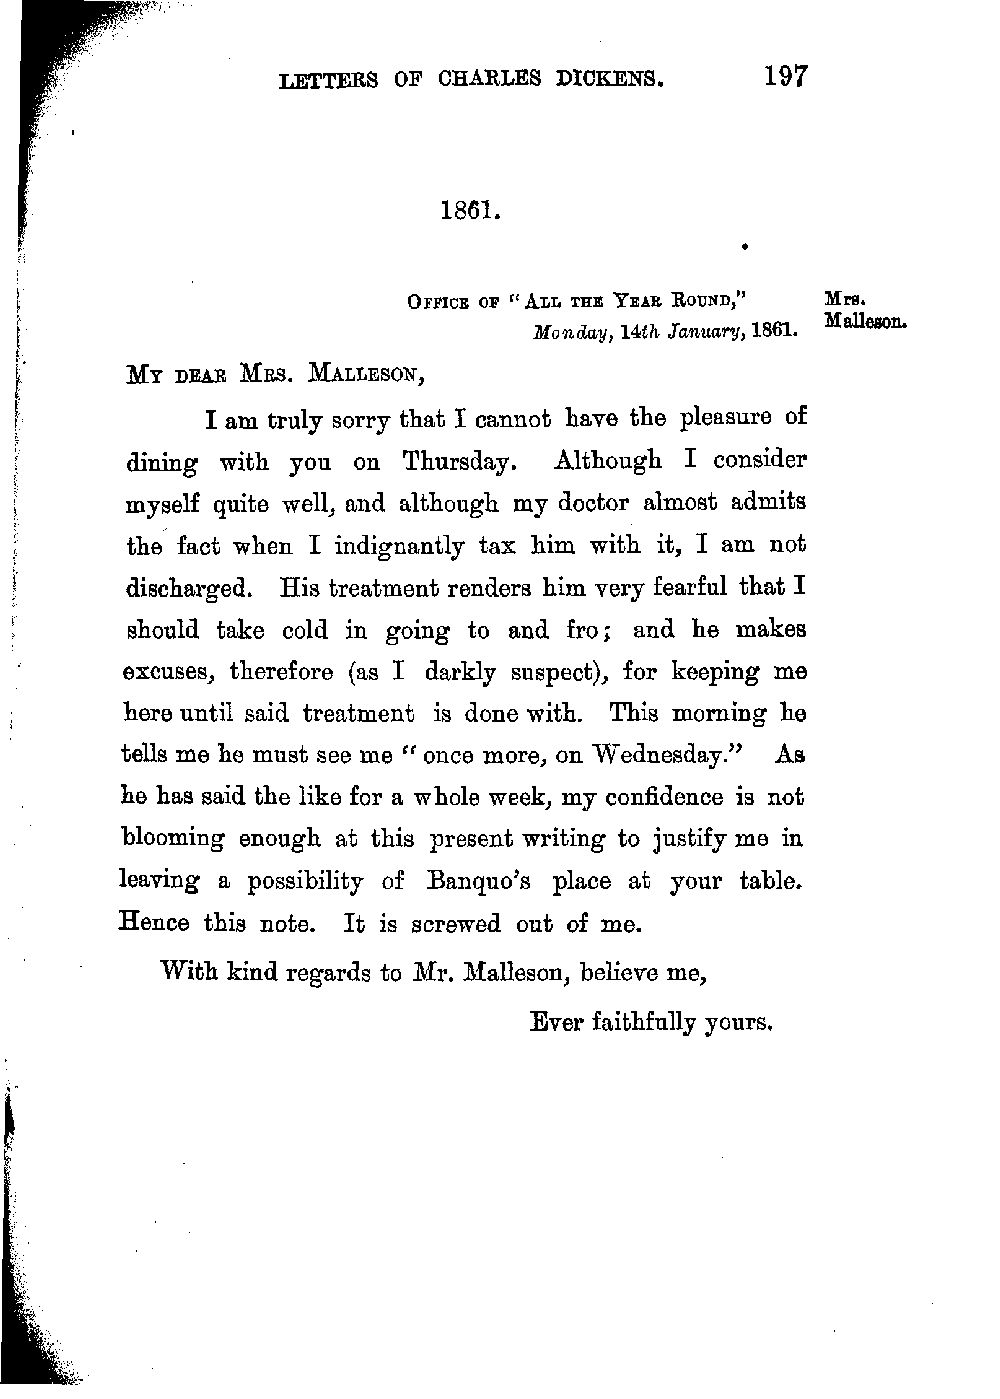 LETTERS OF CHARLES DICKENS. 197
1861.
OFFICE OF "ALL THE YEAR ROUND,"
Monday, 14th January, 1861.
Mrs.
Malleson.
MY DEAR MRS. MALLESON,
I am truly sorry that I cannot have the pleasure of
dining with you on Thursday. Although I consider
myself quite well, and although my doctor almost admits
the fact when I indignantly tax him with it, I am not
discharged. His treatment renders him very fearful that I
should take cold in going to and fro; and he makes
excuses, therefore (as I darkly suspect), for keeping me
here until said treatment is done with. This morning he
tells me he must see me "once more, on Wednesday." As
he has said the like for a whole week, my confidence is not
blooming enough at this present writing to justify me in
leaving a possibility of Banquo's place at your table.
Hence this note. It is screwed out of me.
With kind regards to Mr. Malleson, believe me,
Ever faithfully yours.